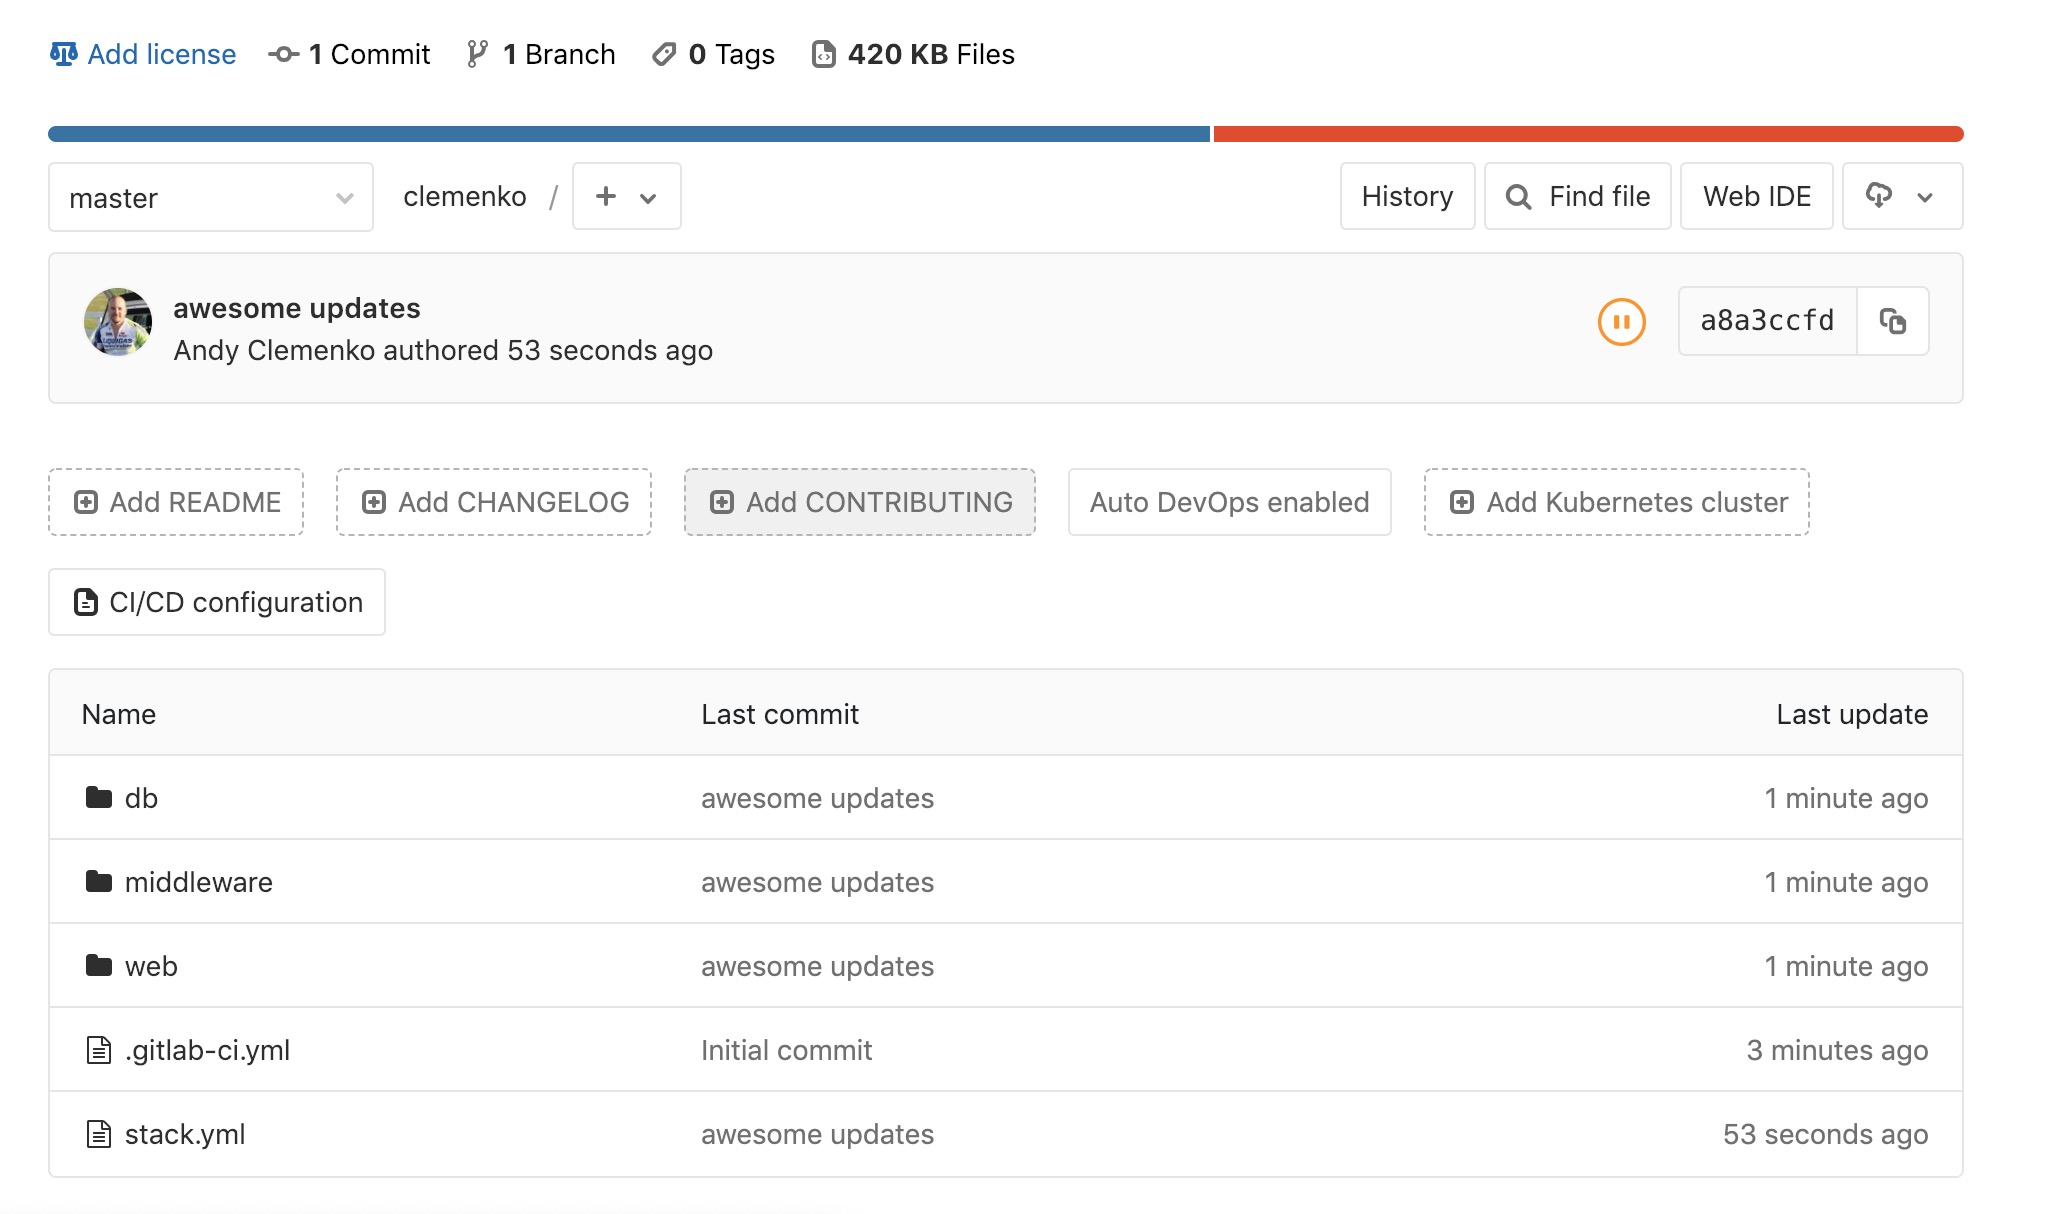 Add license 1 Commit 1 Branch 0 Tags 420 KB Files
master clemenko / History Find file Web IDE
awesome updates
Andy Clemenko authored 53 seconds ago
a8a3ccfd
Add README Add CHANGELOG Add CONTRIBUTING Auto DevOps enabled Add Kubernetes cluster
CI/CD configuration
Name Last commit Last update
db awesome updates 1 minute ago
middleware awesome updates 1 minute ago
web awesome updates 1 minute ago
.gitlab-ci.yml Initial commit 3 minutes ago
stack.yml awesome updates 53 seconds ago